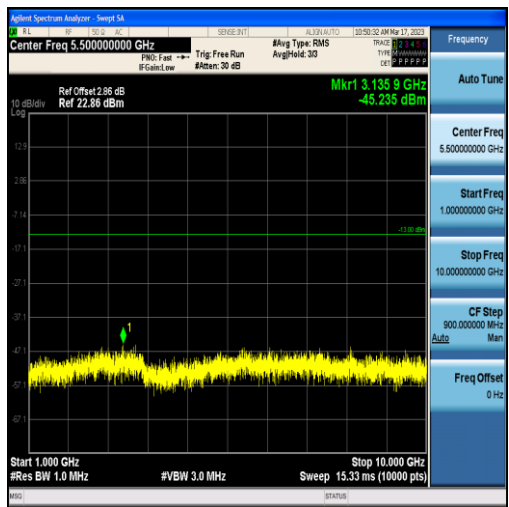 Agilent Spectrum Analyzer - Swept SA
RL RF 50 Ω AC SENSE:INT ALIGN AUTO 10:50:32 AM Mar 17, 2023
Center Freq 5.500000000 GHz
PNO: Fast
IFGain:Low
Trig: Free Run
#Atten: 30 dB
#Avg Type: RMS
Avg|Hold: 3/3
TRACE 1 2 3 4 5 6
TYPE
DET P P P P P P
Frequency
Auto Tune
Center Freq
5.500000000 GHz
Start Freq
1.000000000 GHz
Stop Freq
10.000000000 GHz
CF Step
900.000000 MHz
Auto Man
Freq Offset
0 Hz
Mkr1 3.135 9 GHz
-45.235 dBm
Ref Offset 2.86 dB
Ref 22.86 dBm
10 dB/div
Log
12.9
2.86
-7.14
-13.00 dBm
-17.1
-27.1
-37.1
1
-47.1
-57.1
-67.1
Start 1.000 GHz
Stop 10.000 GHz
#Res BW 1.0 MHz
#VBW 3.0 MHz
Sweep 15.33 ms (10000 pts)
MSG
STATUS